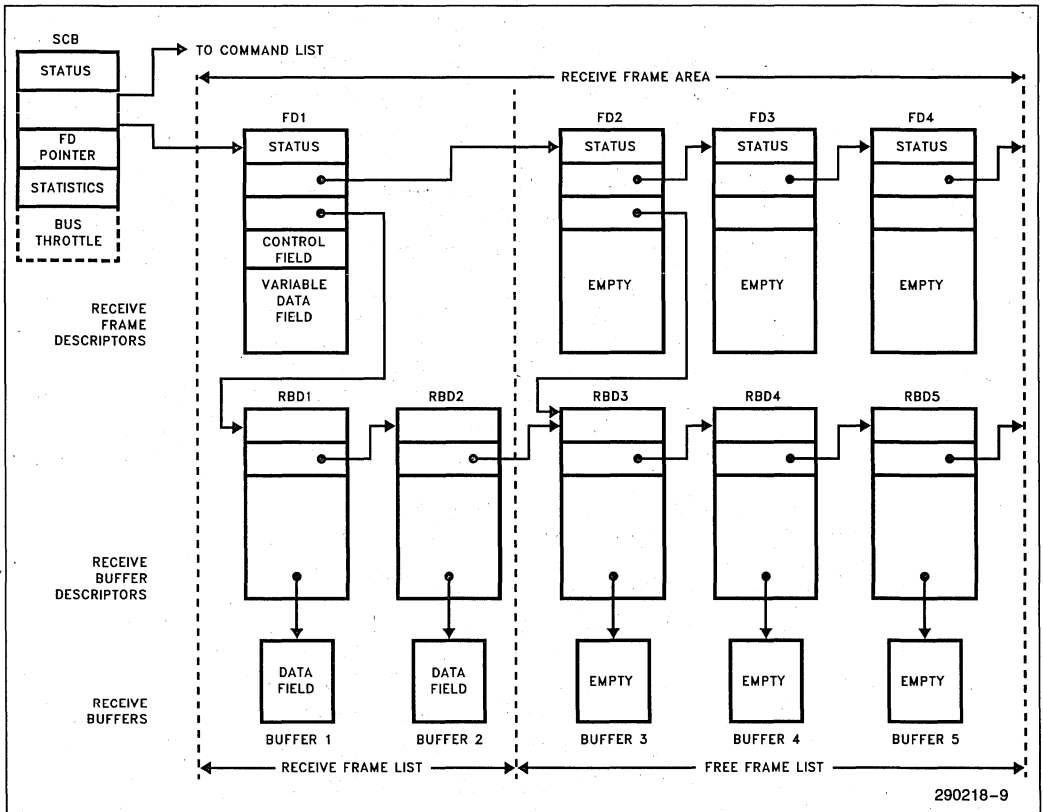 SCB
STATUS
FD
POINTER
STATISTICS
BUS
THROTTLE
TO COMMAND LIST
RECEIVE FRAME AREA
FD1
STATUS
CONTROL
FIELD
VARIABLE
DATA
FIELD
FD2
STATUS
EMPTY
FD3
STATUS
EMPTY
FD4
STATUS
EMPTY
RECEIVE
FRAME
DESCRIPTORS
RBD1
RBD2
RBD3
RBD4
RBD5
RECEIVE
BUFFER
DESCRIPTORS
DATA
FIELD
DATA
FIELD
EMPTY
EMPTY
EMPTY
RECEIVE
BUFFERS
BUFFER 1
BUFFER 2
BUFFER 3
BUFFER 4
BUFFER 5
RECEIVE FRAME LIST
FREE FRAME LIST
290218-9